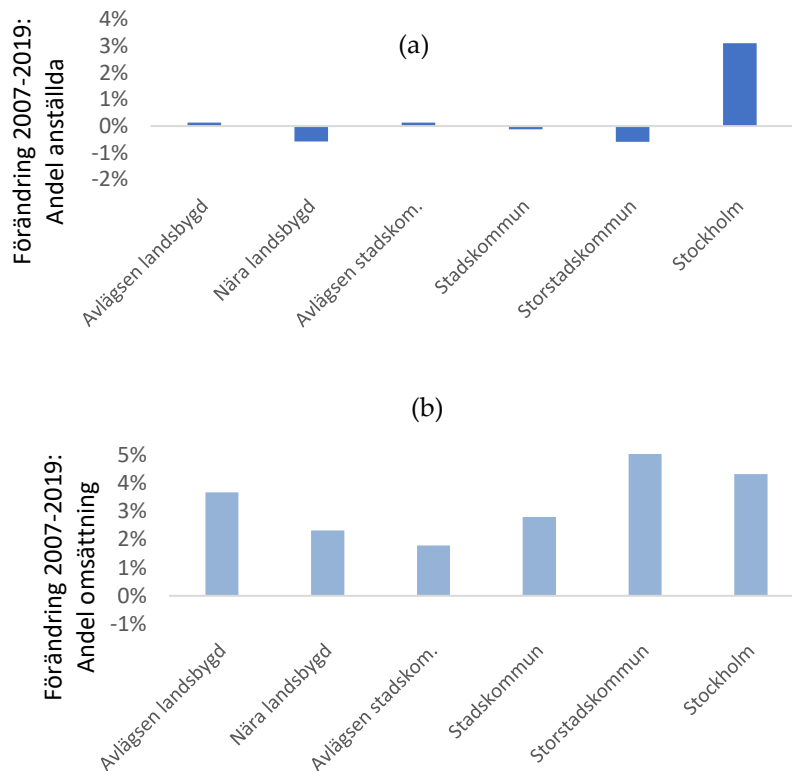 (a)
Förändring 2007-2019:
Andel anställda
4%
3%
2%
1%
0%
-1%
-2%
Avlägsen landsbygd
Nära landsbygd
Avlägsen stadskom.
Stadskommun
Storstadskommun
Stockholm
(b)
Förändring 2007-2019:
Andel omsättning
5%
4%
3%
2%
1%
0%
-1%
Avlägsen landsbygd
Nära landsbygd
Avlägsen stadskom.
Stadskommun
Storstadskommun
Stockholm